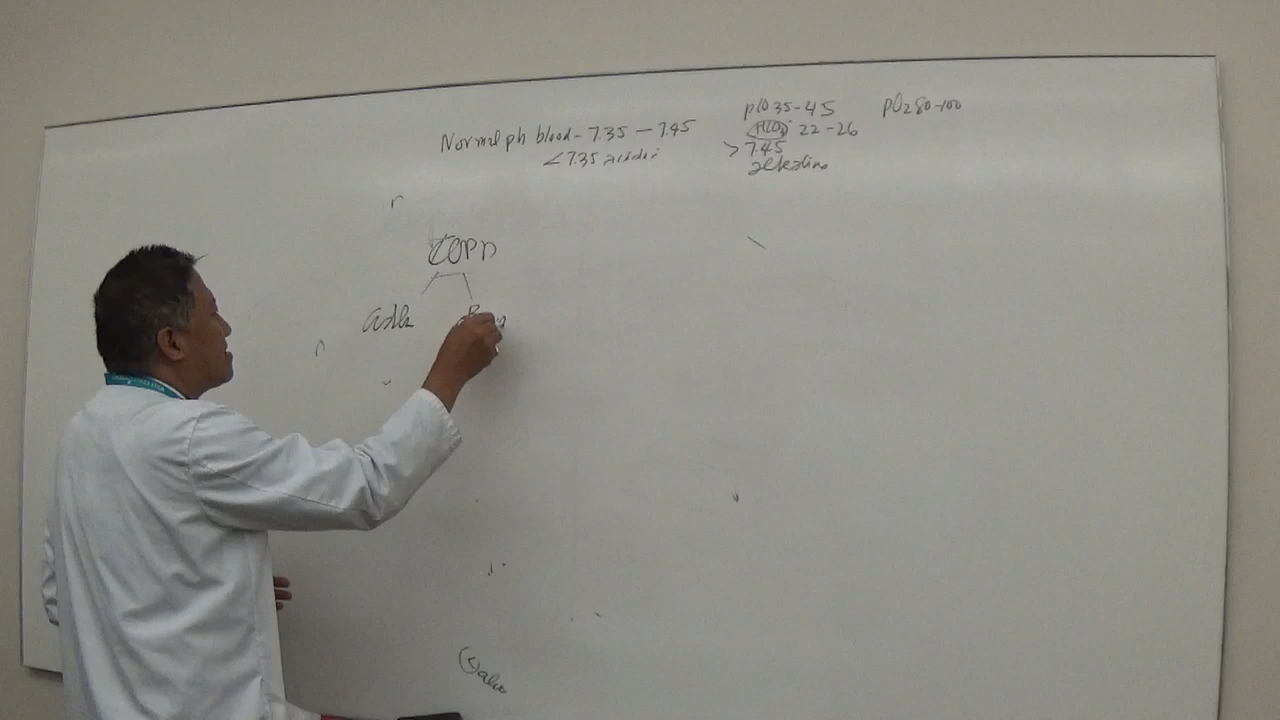 pCO 35-45
PO2 80-100
Normal ph blood - 7.35 - 7.45
HCO3 22-26
<7.35 acidic
> 7.45
alkaline
COPD